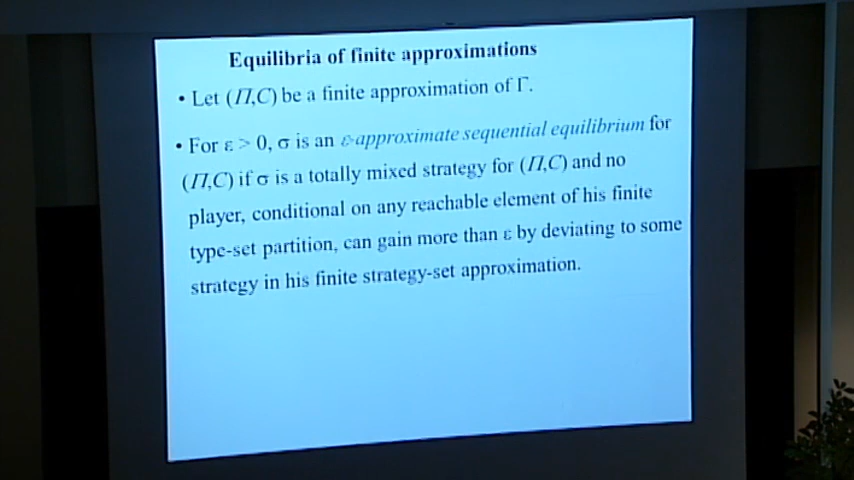 Equilibria of finite approximations
• Let (Π,C) be a finite approximation of Γ.
• For ε > 0, σ is an ε-approximate sequential equilibrium for
(Π,C) if σ is a totally mixed strategy for (Π,C) and no
player, conditional on any reachable element of his finite
type-set partition, can gain more than ε by deviating to some
strategy in his finite strategy-set approximation.